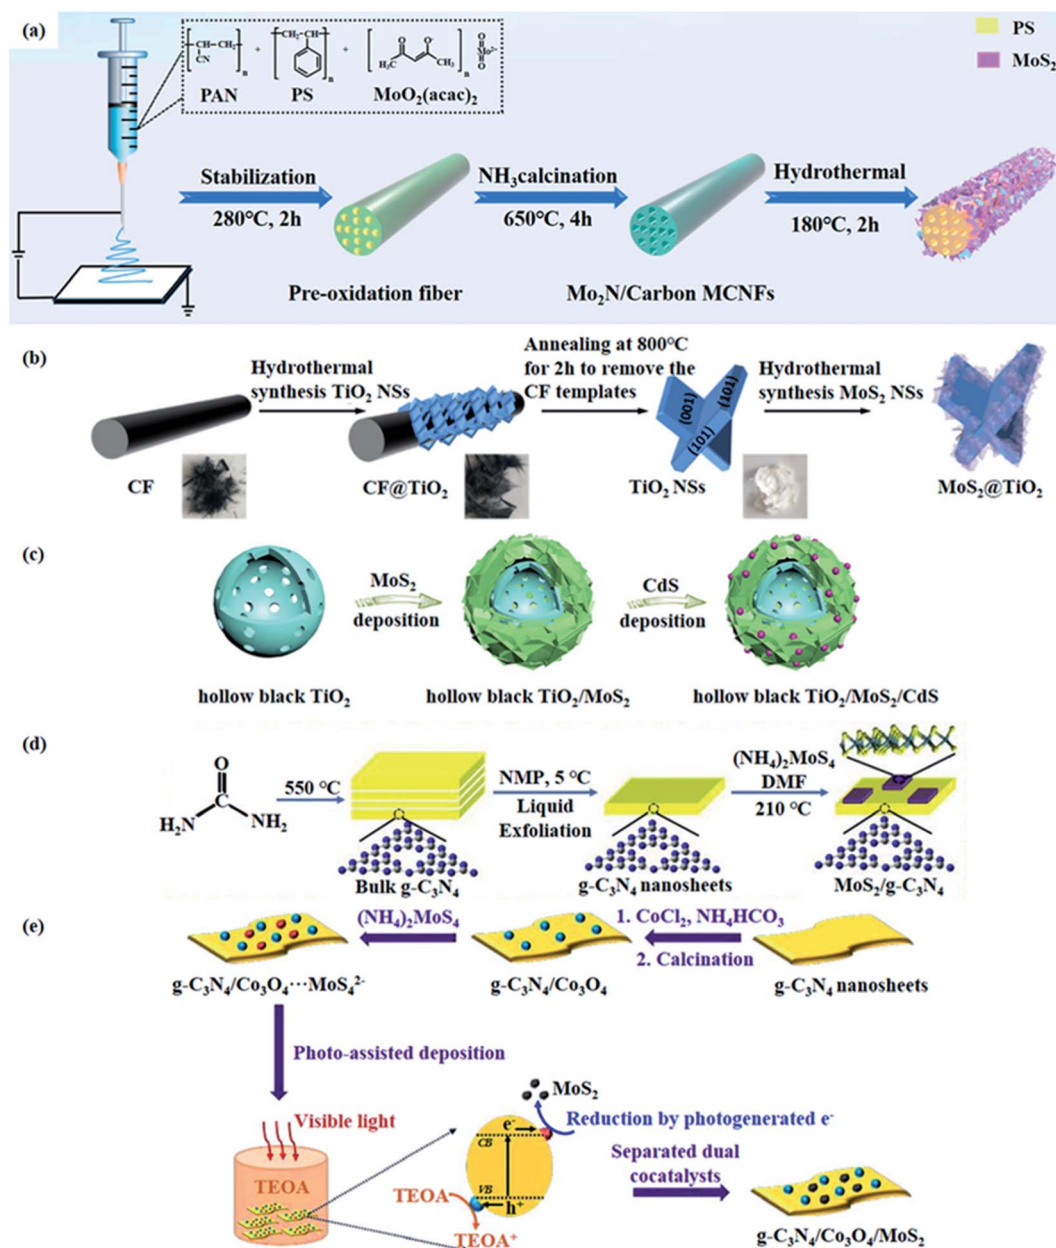 (a)
PS
MoS₂
CN
n
+
n
+
O
O⁻
H₃C
CH₃
n
PAN
PS
MoO₂(acac)₂
Stabilization
280°C, 2h
NH₃calcination
650°C, 4h
Hydrothermal
180°C, 2h
Pre-oxidation fiber
Mo₂N/Carbon MCNFs
(b)
Hydrothermal
synthesis TiO₂ NSs
Annealing at 800°C
for 2h to remove the
CF templates
Hydrothermal
synthesis MoS₂ NSs
(001)
(101)
(101)
CF
CF@TiO₂
TiO₂ NSs
MoS₂@TiO₂
(c)
MoS₂
deposition
CdS
deposition
hollow black TiO₂
hollow black TiO₂/MoS₂
hollow black TiO₂/MoS₂/CdS
(d)
O
C
H₂N
NH₂
550 °C
NMP, 5 °C
Liquid
Exfoliation
(NH₄)₂MoS₄
DMF
210 °C
Bulk g-C₃N₄
g-C₃N₄ nanosheets
MoS₂/g-C₃N₄
(e)
(NH₄)₂MoS₄
1. CoCl₂, NH₄HCO₃
2. Calcination
g-C₃N₄/Co₃O₄···MoS₄²⁻
g-C₃N₄/Co₃O₄
g-C₃N₄ nanosheets
Photo-assisted deposition
Visible light
TEOA
MoS₂
Reduction by photogenerated e⁻
e⁻
CB
VB
h⁺
TEOA
TEOA⁺
Separated dual
cocatalysts
g-C₃N₄/Co₃O₄/MoS₂